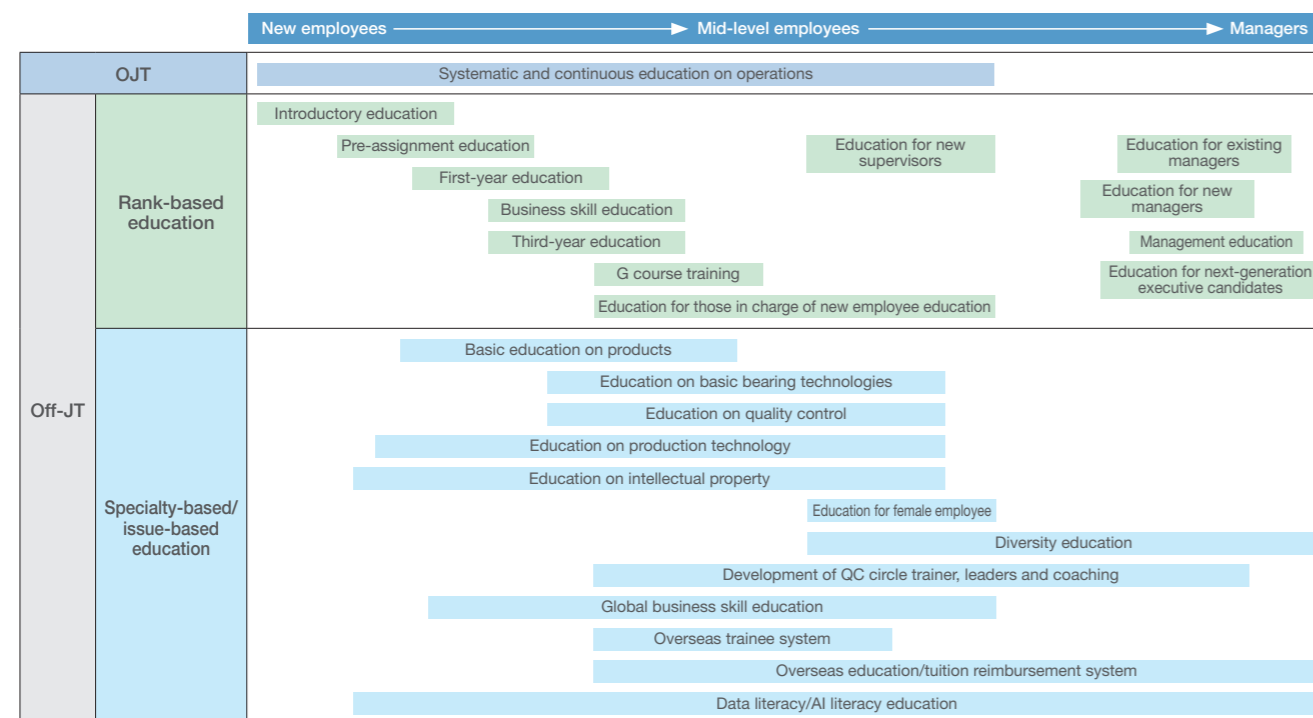 New employees
Mid-level employees
Managers
OJT
Systematic and continuous education on operations
Off-JT
Rank-based
education
Introductory education
Pre-assignment education
Education for new
supervisors
Education for existing
managers
First-year education
Education for new
managers
Business skill education
Third-year education
Management education
G course training
Education for next-generation
executive candidates
Education for those in charge of new employee education
Specialty-based/
issue-based
education
Basic education on products
Education on basic bearing technologies
Education on quality control
Education on production technology
Education on intellectual property
Education for female employee
Diversity education
Development of QC circle trainer, leaders and coaching
Global business skill education
Overseas trainee system
Overseas education/tuition reimbursement system
Data literacy/AI literacy education